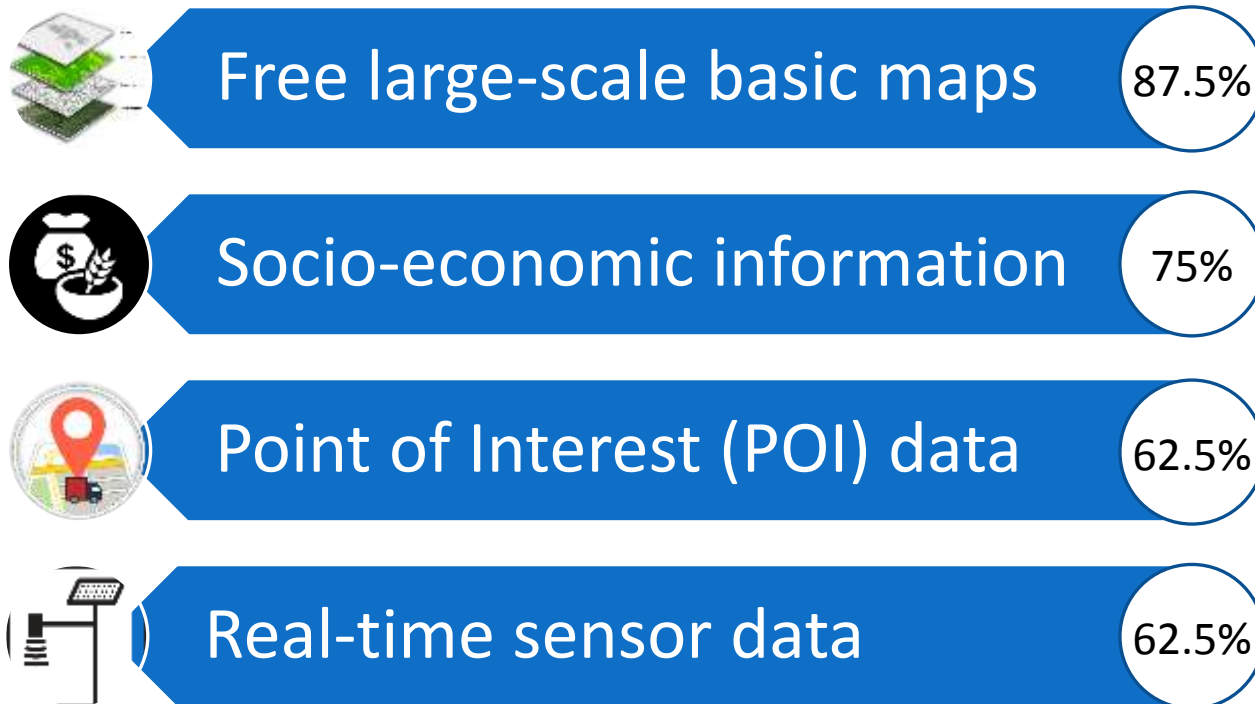 Free large-scale basic maps 87.5%
Socio-economic information 75%
Point of Interest (POI) data 62.5%
Real-time sensor data 62.5%